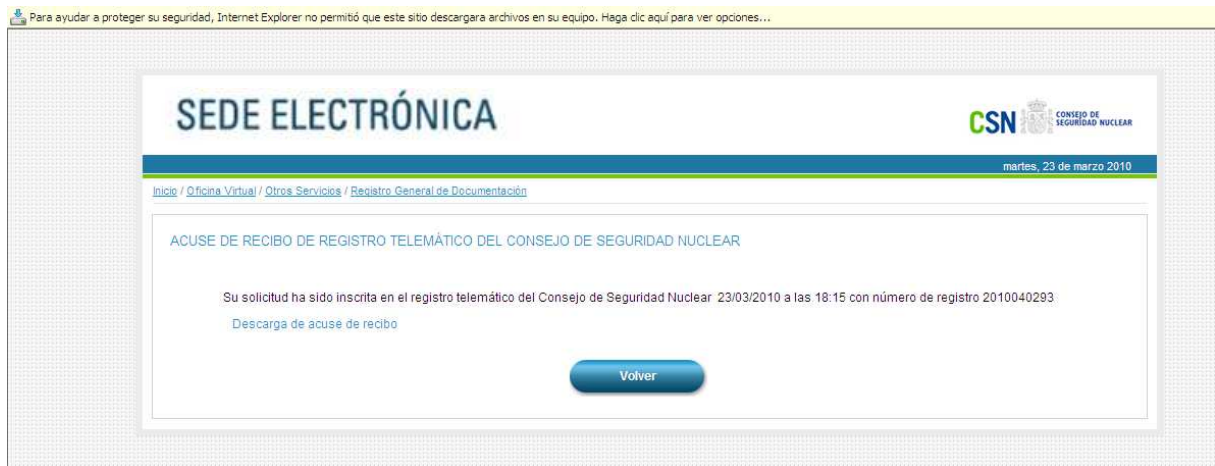 Para ayudar a proteger su seguridad, Internet Explorer no permitió que este sitio descargara archivos en su equipo. Haga clic aquí para ver opciones...
SEDE ELECTRÓNICA
CSN
CONSEJO DE
SEGURIDAD NUCLEAR
martes, 23 de marzo 2010
Inicio / Oficina Virtual / Otros Servicios / Registro General de Documentación
ACUSE DE RECIBO DE REGISTRO TELEMÁTICO DEL CONSEJO DE SEGURIDAD NUCLEAR
Su solicitud ha sido inscrita en el registro telemático del Consejo de Seguridad Nuclear 23/03/2010 a las 18:15 con número de registro 2010040293
Descarga de acuse de recibo
Volver